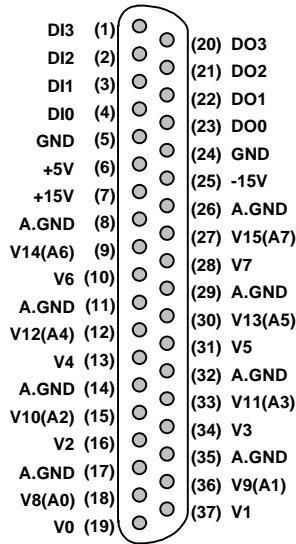 DI3 (1)
DI2 (2)
DI1 (3)
DI0 (4)
GND (5)
+5V (6)
+15V (7)
A.GND (8)
V14(A6) (9)
V6 (10)
A.GND (11)
V12(A4) (12)
V4 (13)
A.GND (14)
V10(A2) (15)
V2 (16)
A.GND (17)
V8(A0) (18)
V0 (19)
(20) DO3
(21) DO2
(22) DO1
(23) DO0
(24) GND
(25) -15V
(26) A.GND
(27) V15(A7)
(28) V7
(29) A.GND
(30) V13(A5)
(31) V5
(32) A.GND
(33) V11(A3)
(34) V3
(35) A.GND
(36) V9(A1)
(37) V1